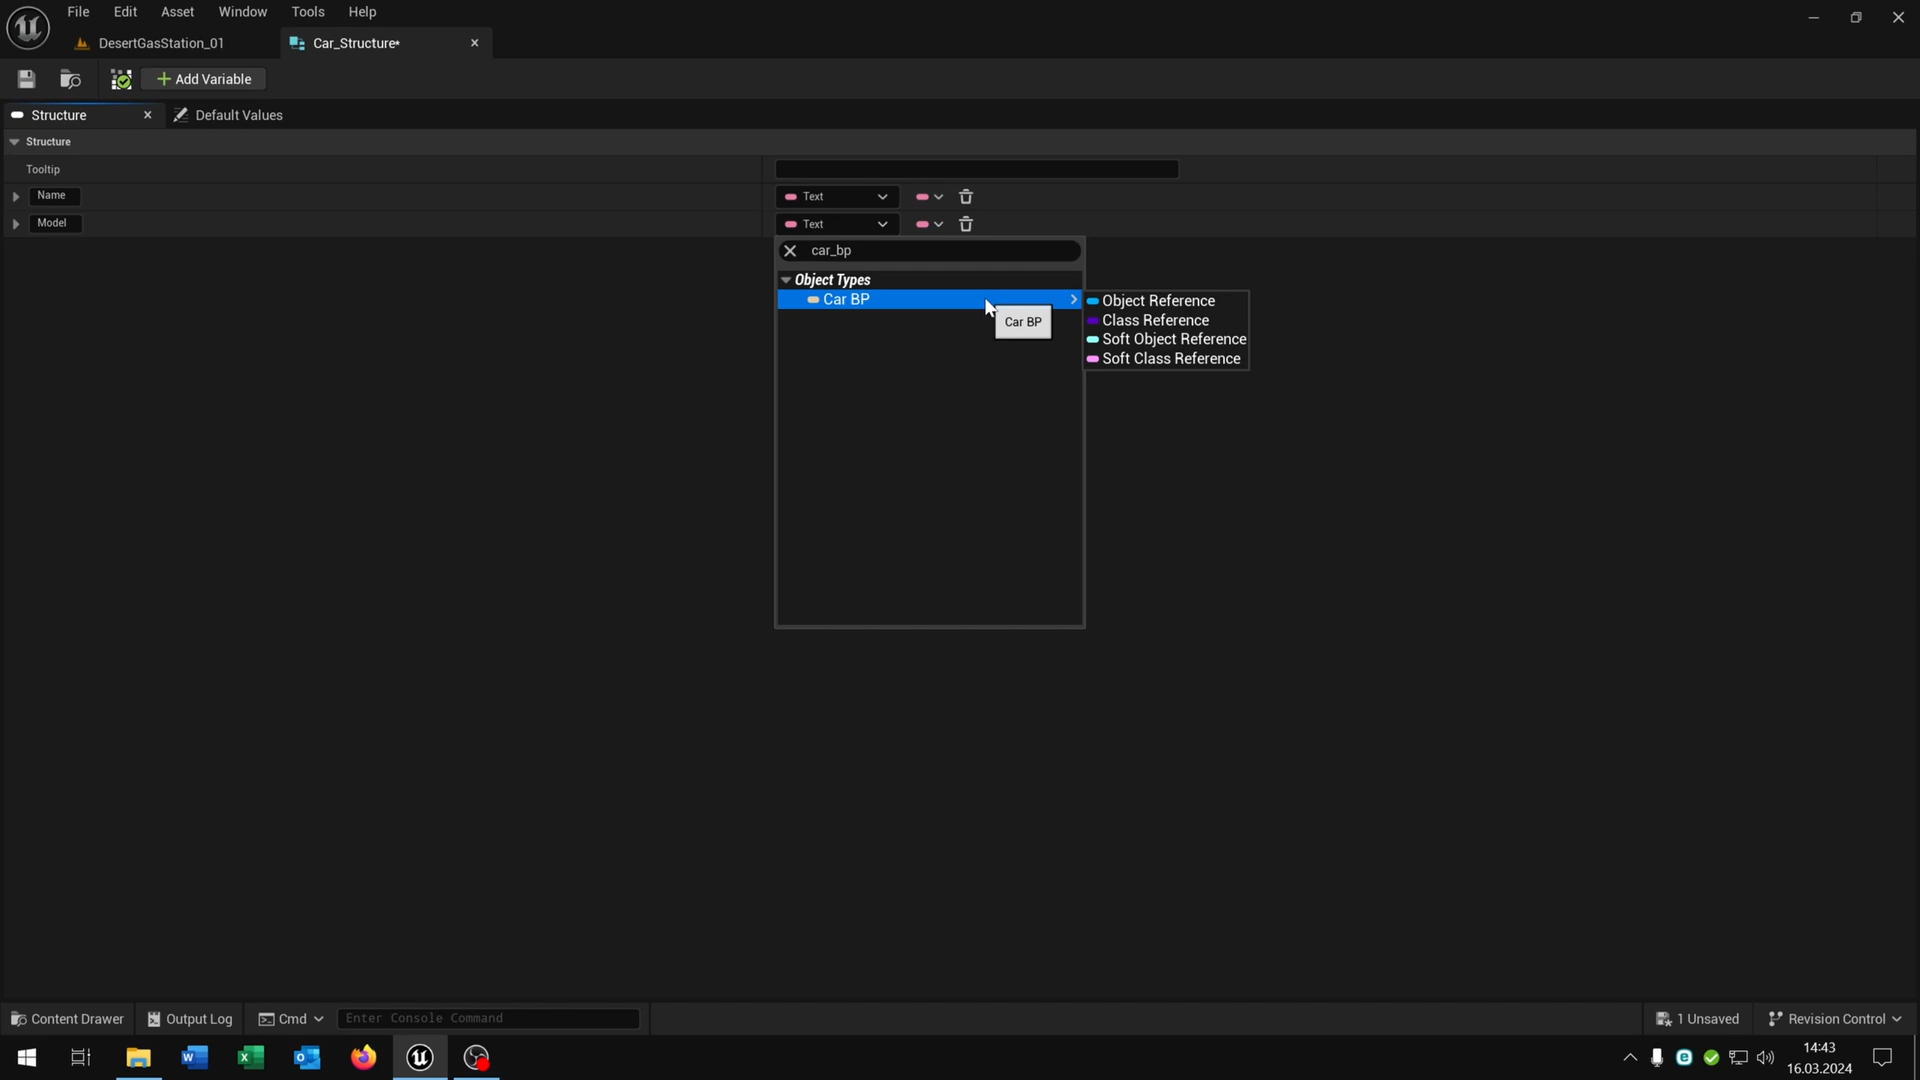 File Edit Asset Window Tools Help
DesertGasStation_01
Car_Structure*
Add Variable
Structure
Default Values
Structure
Tooltip
Name
Text
Model
Text
car_bp
Object Types
Car BP
Car BP
Object Reference
Class Reference
Soft Object Reference
Soft Class Reference
Content Drawer
Output Log
Cmd
Enter Console Command
1 Unsaved
Revision Control
14:43
16.03.2024